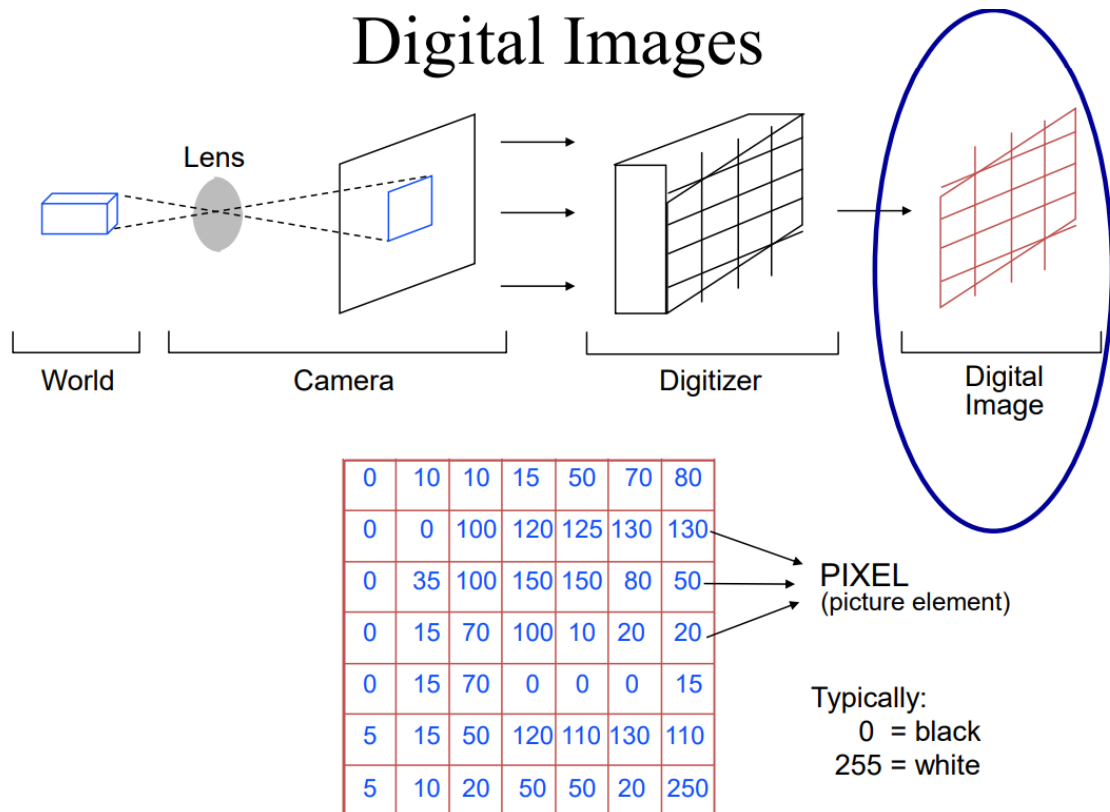 Digital Images
Lens
World
Camera
Digitizer
Digital
Image
0 10 10 15 50 70 80
0 0 100 120 125 130 130
0 35 100 150 150 80 50
0 15 70 100 10 20 20
0 15 70 0 0 0 15
5 15 50 120 110 130 110
5 10 20 50 50 20 250
PIXEL
(picture element)
Typically:
0 = black
255 = white